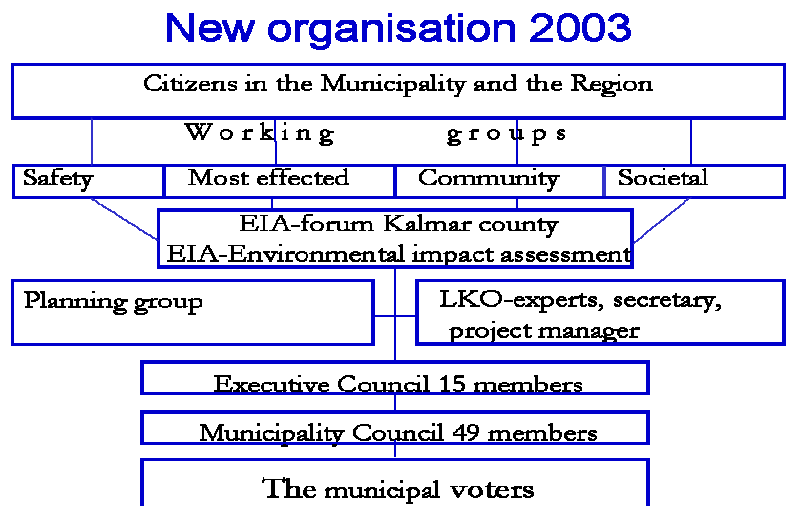 New organisation 2003
Citizens in the Municipality and the Region
Working groups
Safety Most effected Community Societal
EIA-forum Kalmar county
EIA-Environmental impact assessment
Planning group
LKO-experts, secretary,
project manager
Executive Council 15 members
Municipality Council 49 members
The municipal voters